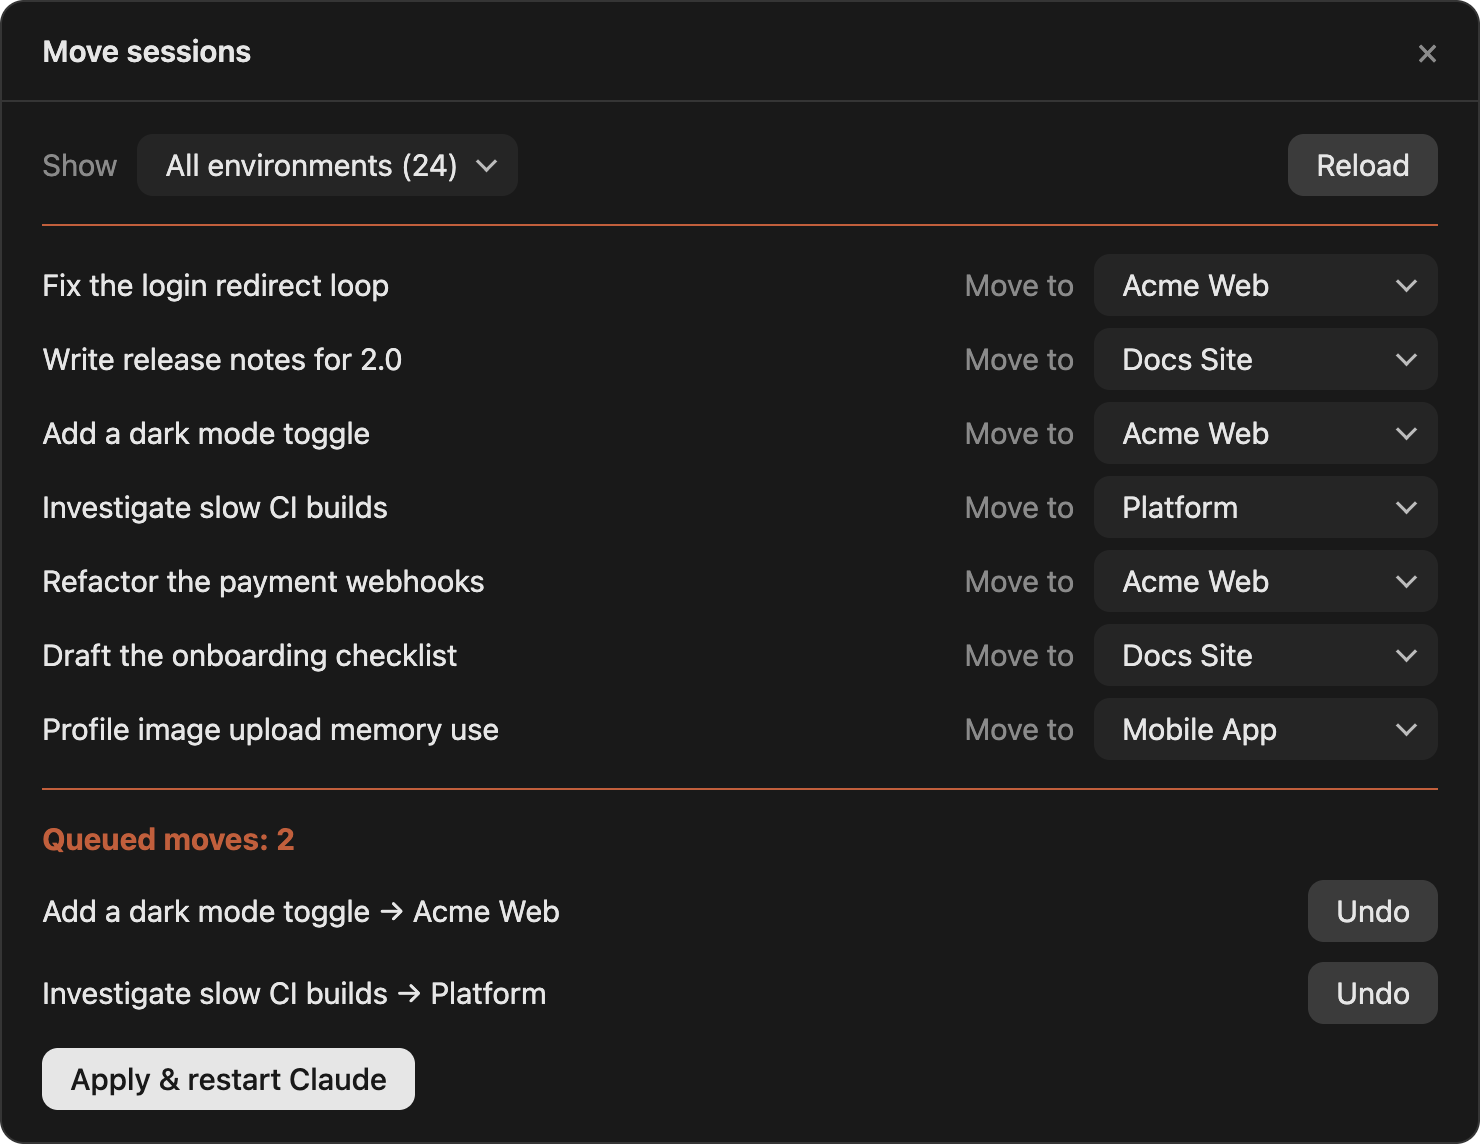 Move sessions
Show All environments (24) Reload
Fix the login redirect loop Move to Acme Web
Write release notes for 2.0 Move to Docs Site
Add a dark mode toggle Move to Acme Web
Investigate slow CI builds Move to Platform
Refactor the payment webhooks Move to Acme Web
Draft the onboarding checklist Move to Docs Site
Profile image upload memory use Move to Mobile App
Queued moves: 2
Add a dark mode toggle → Acme Web Undo
Investigate slow CI builds → Platform Undo
Apply & restart Claude